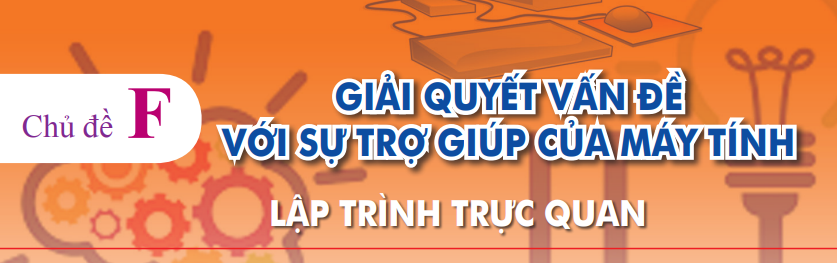 Chủ đề F
GIẢI QUYẾT VẤN ĐỀ
VỚI SỰ TRỢ GIÚP CỦA MÁY TÍNH
LẬP TRÌNH TRỰC QUAN